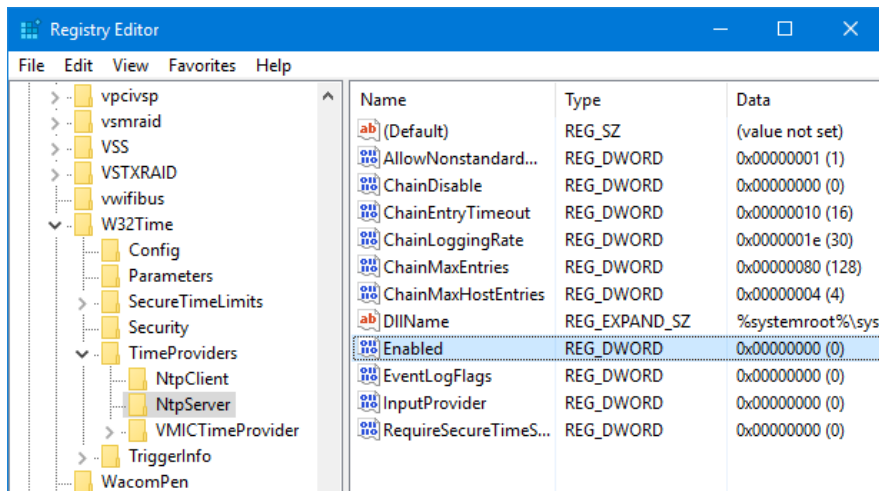 Registry Editor
File Edit View Favorites Help
vpcivsp
vsmraid
VSS
VSTXRAID
vwifibus
W32Time
Config
Parameters
SecureTimeLimits
Security
TimeProviders
NtpClient
NtpServer
VMICTimeProvider
TriggerInfo
WacomPen
Name Type Data
(Default) REG_SZ (value not set)
AllowNonstandard... REG_DWORD 0x00000001 (1)
ChainDisable REG_DWORD 0x00000000 (0)
ChainEntryTimeout REG_DWORD 0x00000010 (16)
ChainLoggingRate REG_DWORD 0x0000001e (30)
ChainMaxEntries REG_DWORD 0x00000080 (128)
ChainMaxHostEntries REG_DWORD 0x00000004 (4)
DllName REG_EXPAND_SZ %systemroot%\sys
Enabled REG_DWORD 0x00000000 (0)
EventLogFlags REG_DWORD 0x00000000 (0)
InputProvider REG_DWORD 0x00000000 (0)
RequireSecureTimeS... REG_DWORD 0x00000000 (0)